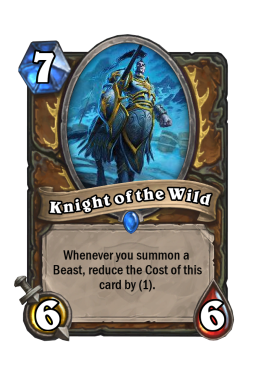 7
Knight of the Wild
Whenever you summon a
Beast, reduce the Cost of this
card by (1).
6
6